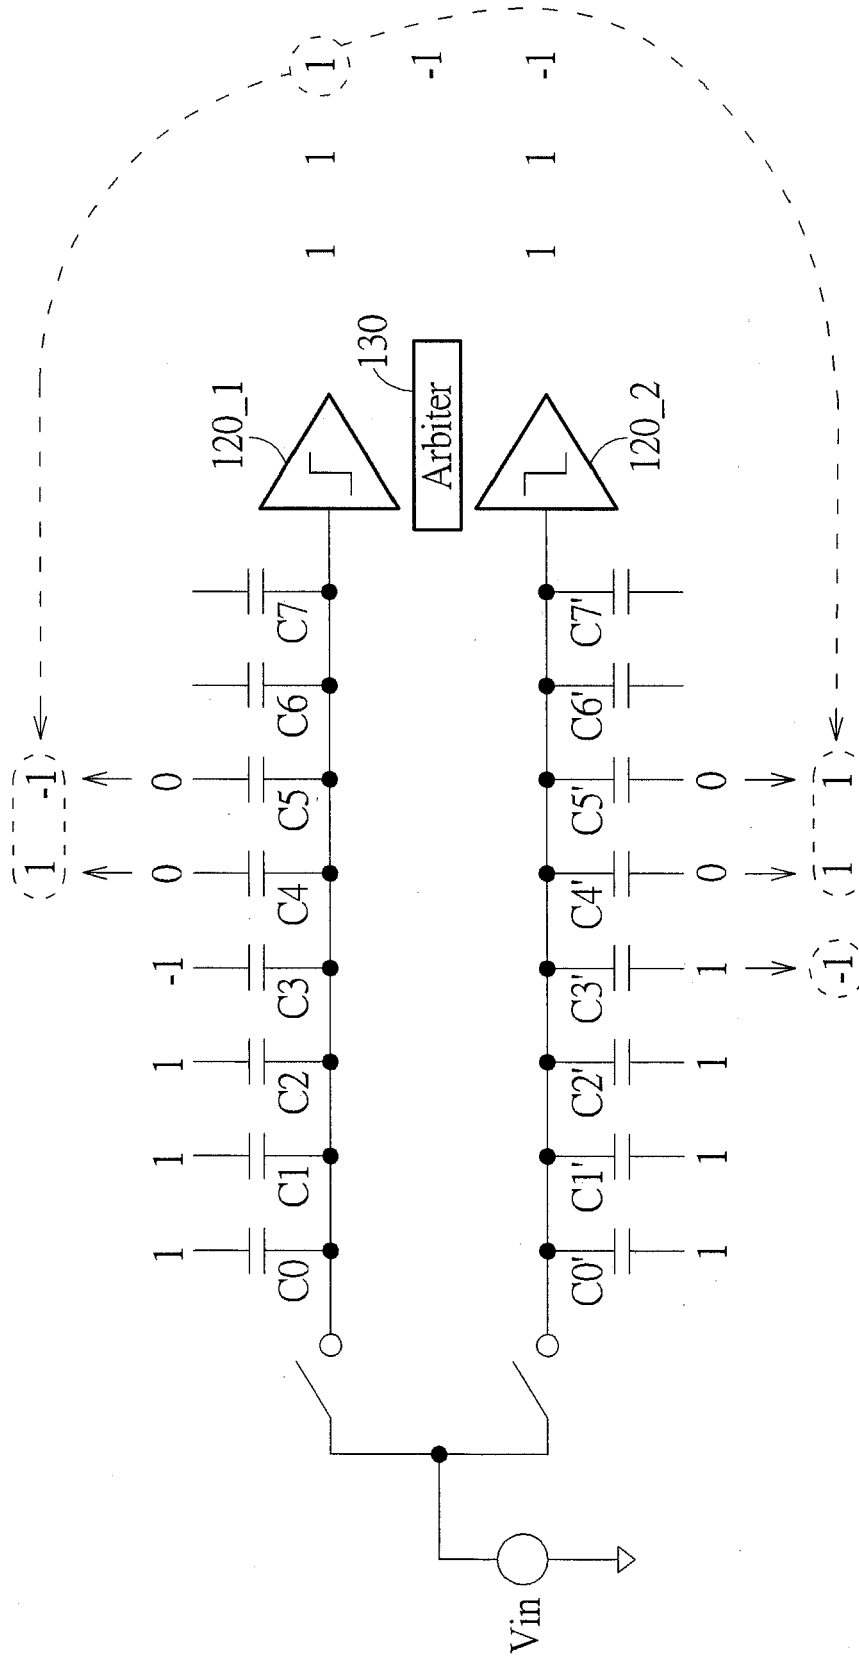 1 -1
1 1 1 -1 0 0
120_1
C0 C1 C2 C3 C4 C5 C6 C7
1 1 1
130
Arbiter
-1
Vin
1 1 -1
C0' C1' C2' C3' C4' C5' C6' C7'
120_2
1 1 1 1 0 0
-1 1 1